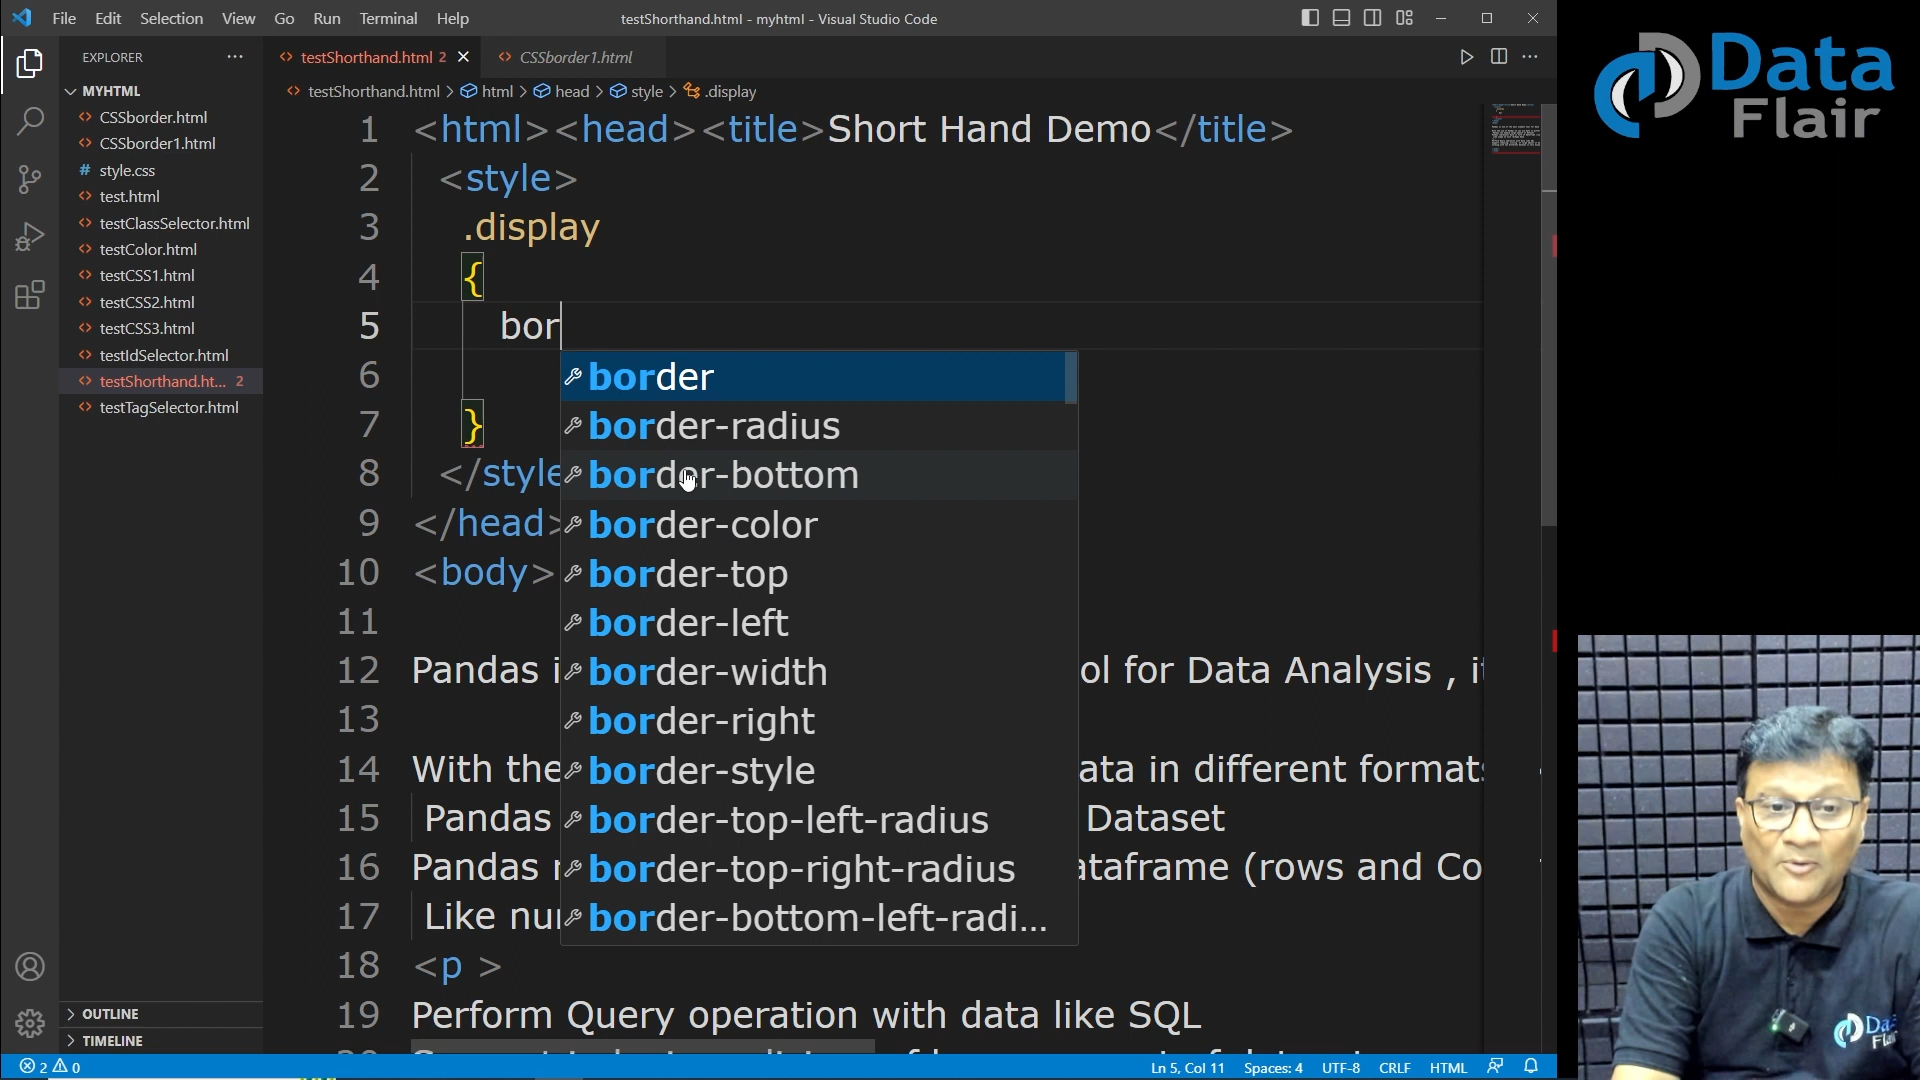 File Edit Selection View Go Run Terminal Help
testShorthand.html - myhtml - Visual Studio Code
EXPLORER
MYHTML
CSSborder.html
CSSborder1.html
style.css
test.html
testClassSelector.html
testColor.html
testCSS1.html
testCSS2.html
testCSS3.html
testIdSelector.html
testShorthand.ht... 2
testTagSelector.html
OUTLINE
TIMELINE
testShorthand.html 2
CSSborder1.html
testShorthand.html > html > head > style > .display
1 <html><head><title>Short Hand Demo</title>
2 <style>
3 .display
4 {
5 bor
6
7 }
8 </style
9 </head>
10 <body>
11
12 Pandas i ol for Data Analysis , it
13
14 With the ata in different formats
15 Pandas Dataset
16 Pandas r ataframe (rows and Co
17 Like nu
18 <p >
19 Perform Query operation with data like SQL
border
border-radius
border-bottom
border-color
border-top
border-left
border-width
border-right
border-style
border-top-left-radius
border-top-right-radius
border-bottom-left-radi...
2 0
Ln 5, Col 11 Spaces: 4 UTF-8 CRLF HTML
Data
Flair